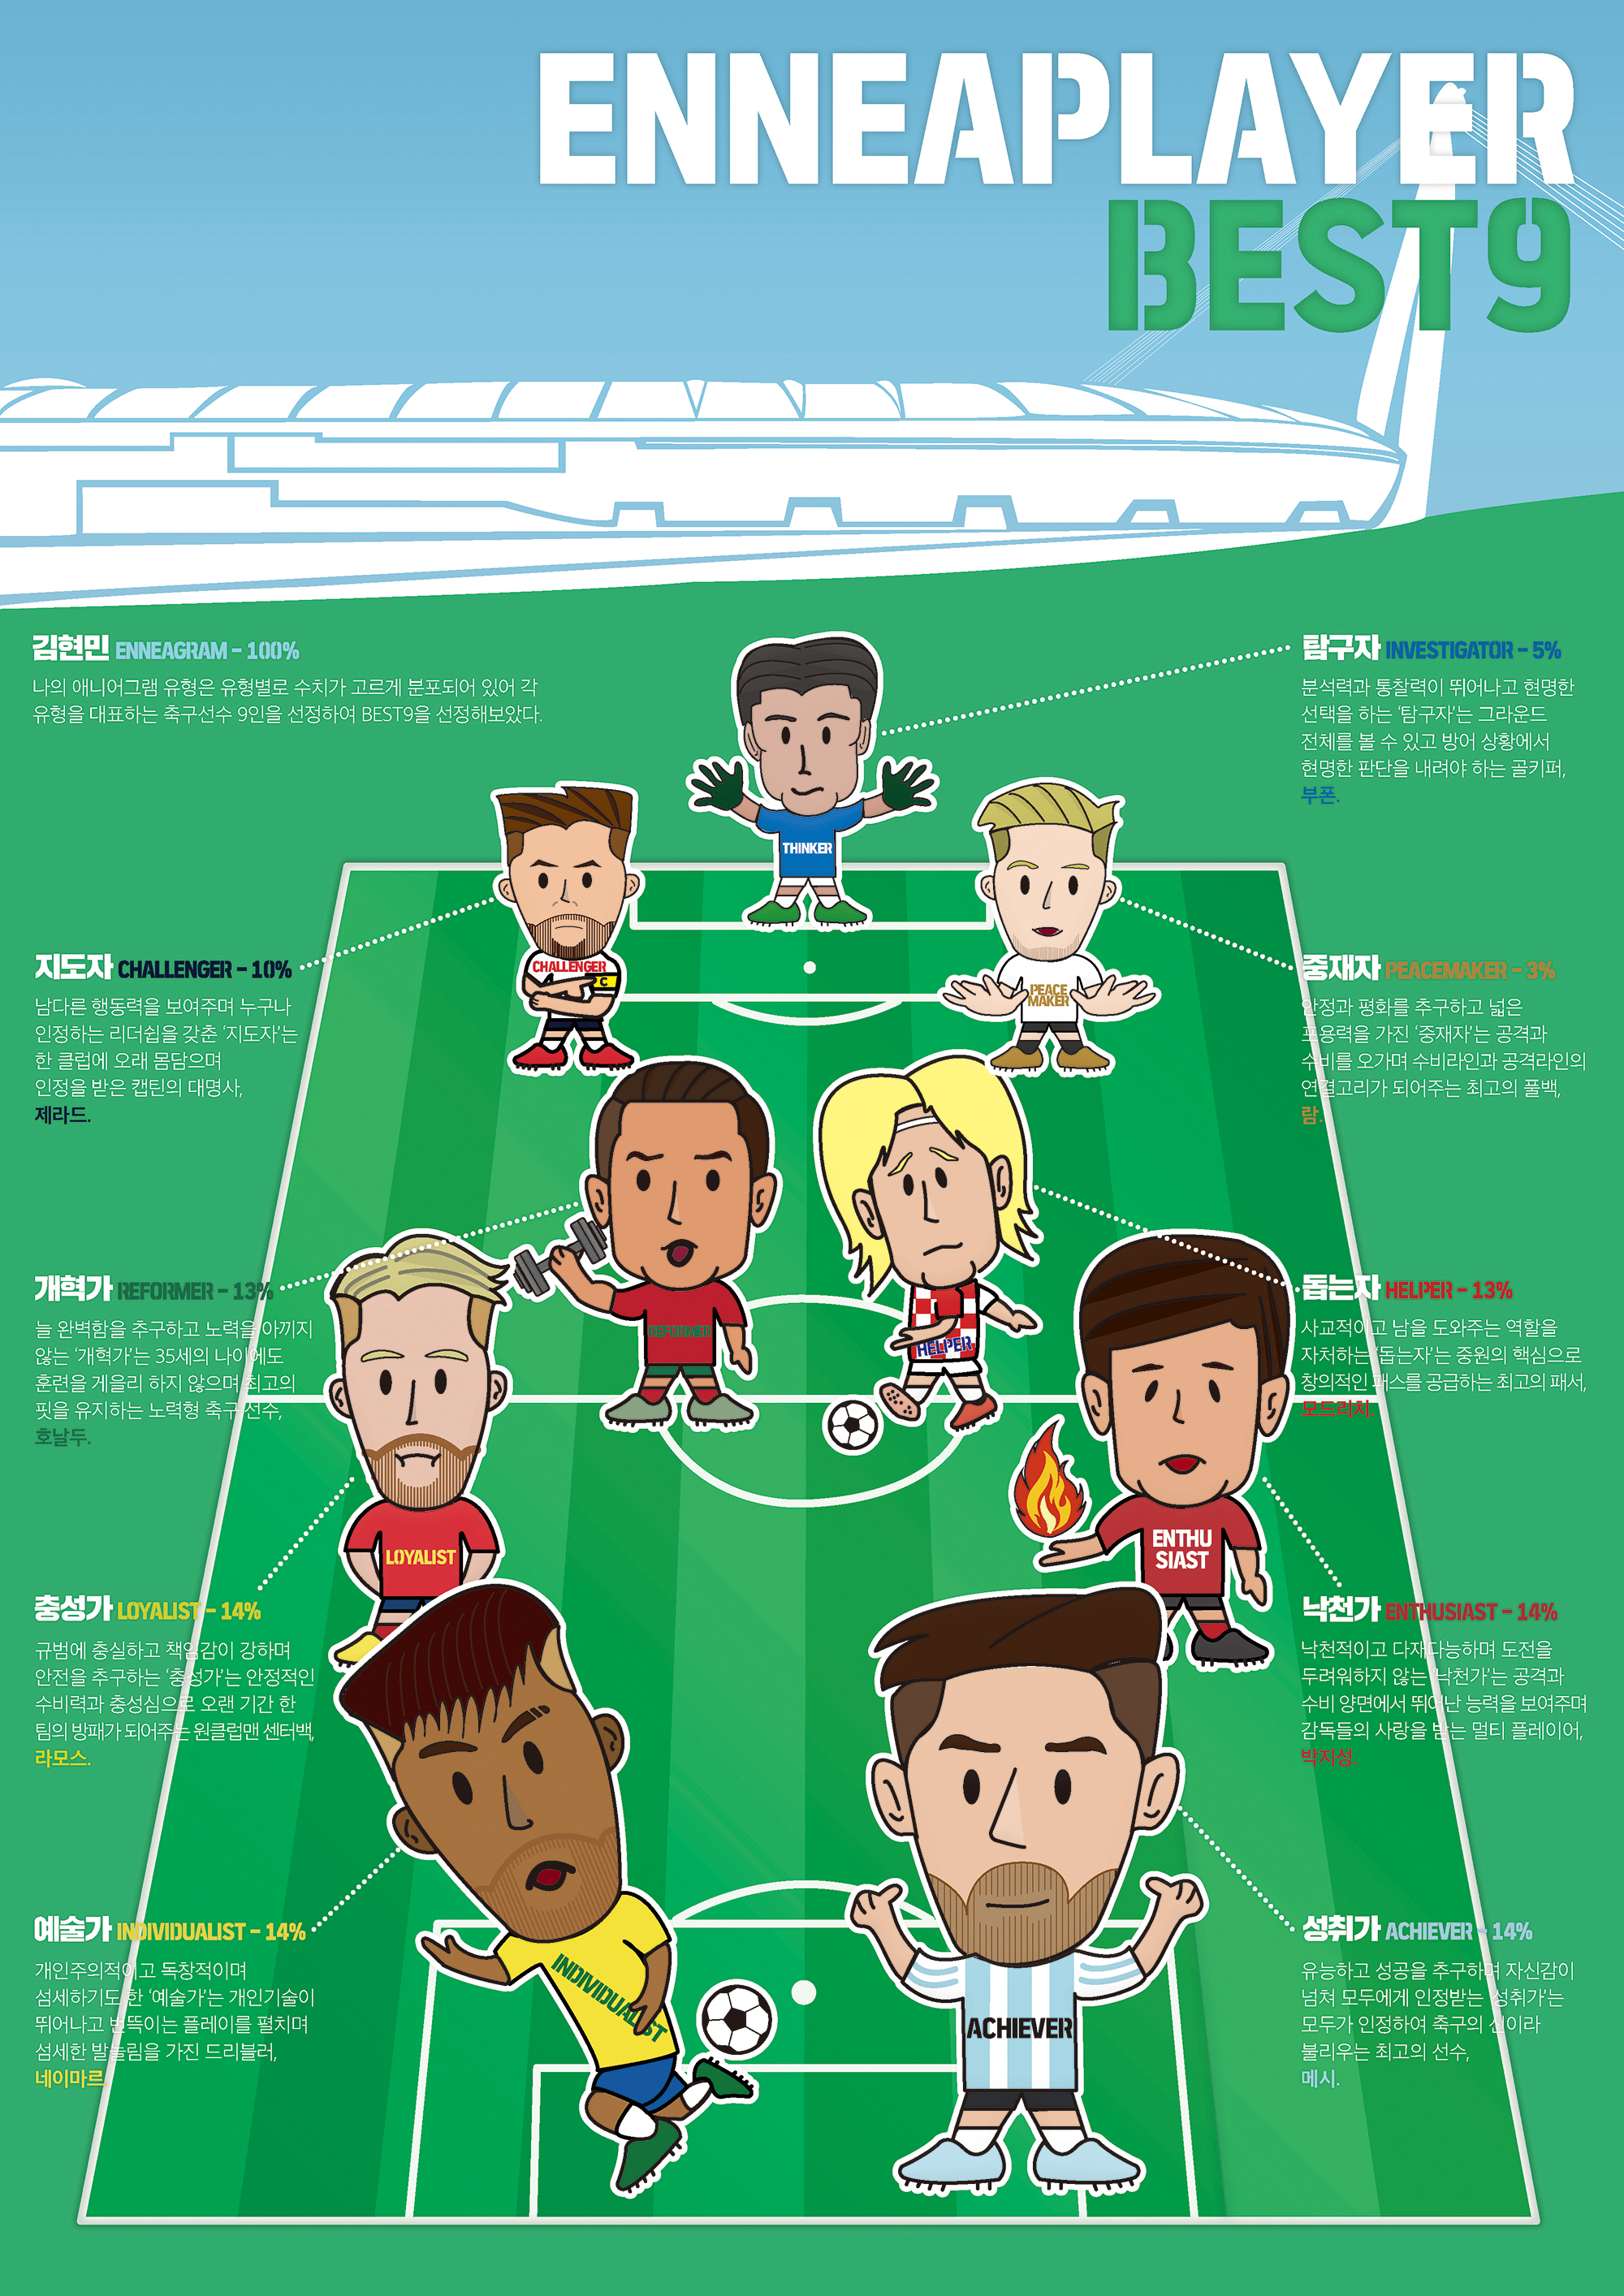 ENNEAPLAYER
BEST9
김현민 ENNEAGRAM - 100%
나의 애니어그램 유형은 유형별로 수치가 고르게 분포되어 있어 각
유형을 대표하는 축구선수 9인을 선정하여 BEST9을 선정해보았다.
탐구자 INVESTIGATOR - 5%
분석력과 통찰력이 뛰어나고 현명한
선택을 하는 '탐구자'는 그라운드
전체를 볼 수 있고 방어 상황에서
현명한 판단을 내려야 하는 골키퍼,
부폰.
THINKER
지도자 CHALLENGER - 10%
남다른 행동력을 보여주며 누구나
인정하는 리더쉽을 갖춘 '지도자'는
한 클럽에 오래 몸담으며
인정을 받은 캡틴의 대명사,
제라드.
CHALLENGER
C
PEACE
MAKER
중재자 PEACEMAKER - 3%
안정과 평화를 추구하고 넓은
포용력을 가진 '중재자'는 공격과
수비를 오가며 수비라인과 공격라인의
연결고리가 되어주는 최고의 풀백,
람.
개혁가 REFORMER - 13%
늘 완벽함을 추구하고 노력을 아끼지
않는 '개혁가'는 35세의 나이에도
훈련을 게을리 하지 않으며 최고의
핏을 유지하는 노력형 축구 선수,
호날두.
REFORMER
HELPER
돕는자 HELPER - 13%
사교적이고 남을 도와주는 역할을
자처하는 '돕는자'는 중원의 핵심으로
창의적인 패스를 공급하는 최고의 패서,
모드리치.
충성가 LOYALIST - 14%
규범에 충실하고 책임감이 강하며
안전을 추구하는 '충성가'는 안정적인
수비력과 충성심으로 오랜 기간 한
팀의 방패가 되어주는 원클럽맨 센터백,
라모스.
LOYALIST
ENTHU
SIAST
낙천가 ENTHUSIAST - 14%
낙천적이고 다재다능하며 도전을
두려워하지 않는 '낙천가'는 공격과
수비 양면에서 뛰어난 능력을 보여주며
감독들의 사랑을 받는 멀티 플레이어,
박지성.
예술가 INDIVIDUALIST - 14%
개인주의적이고 독창적이며
섬세하기도 한 '예술가'는 개인기술이
뛰어나고 번뜩이는 플레이를 펼치며
섬세한 발놀림을 가진 드리블러,
네이마르.
INDIVIDUALIST
ACHIEVER
성취가 ACHIEVER - 14%
유능하고 성공을 추구하며 자신감이
넘쳐 모두에게 인정받는 '성취가'는
모두가 인정하여 축구의 신이라
불리우는 최고의 선수,
메시.